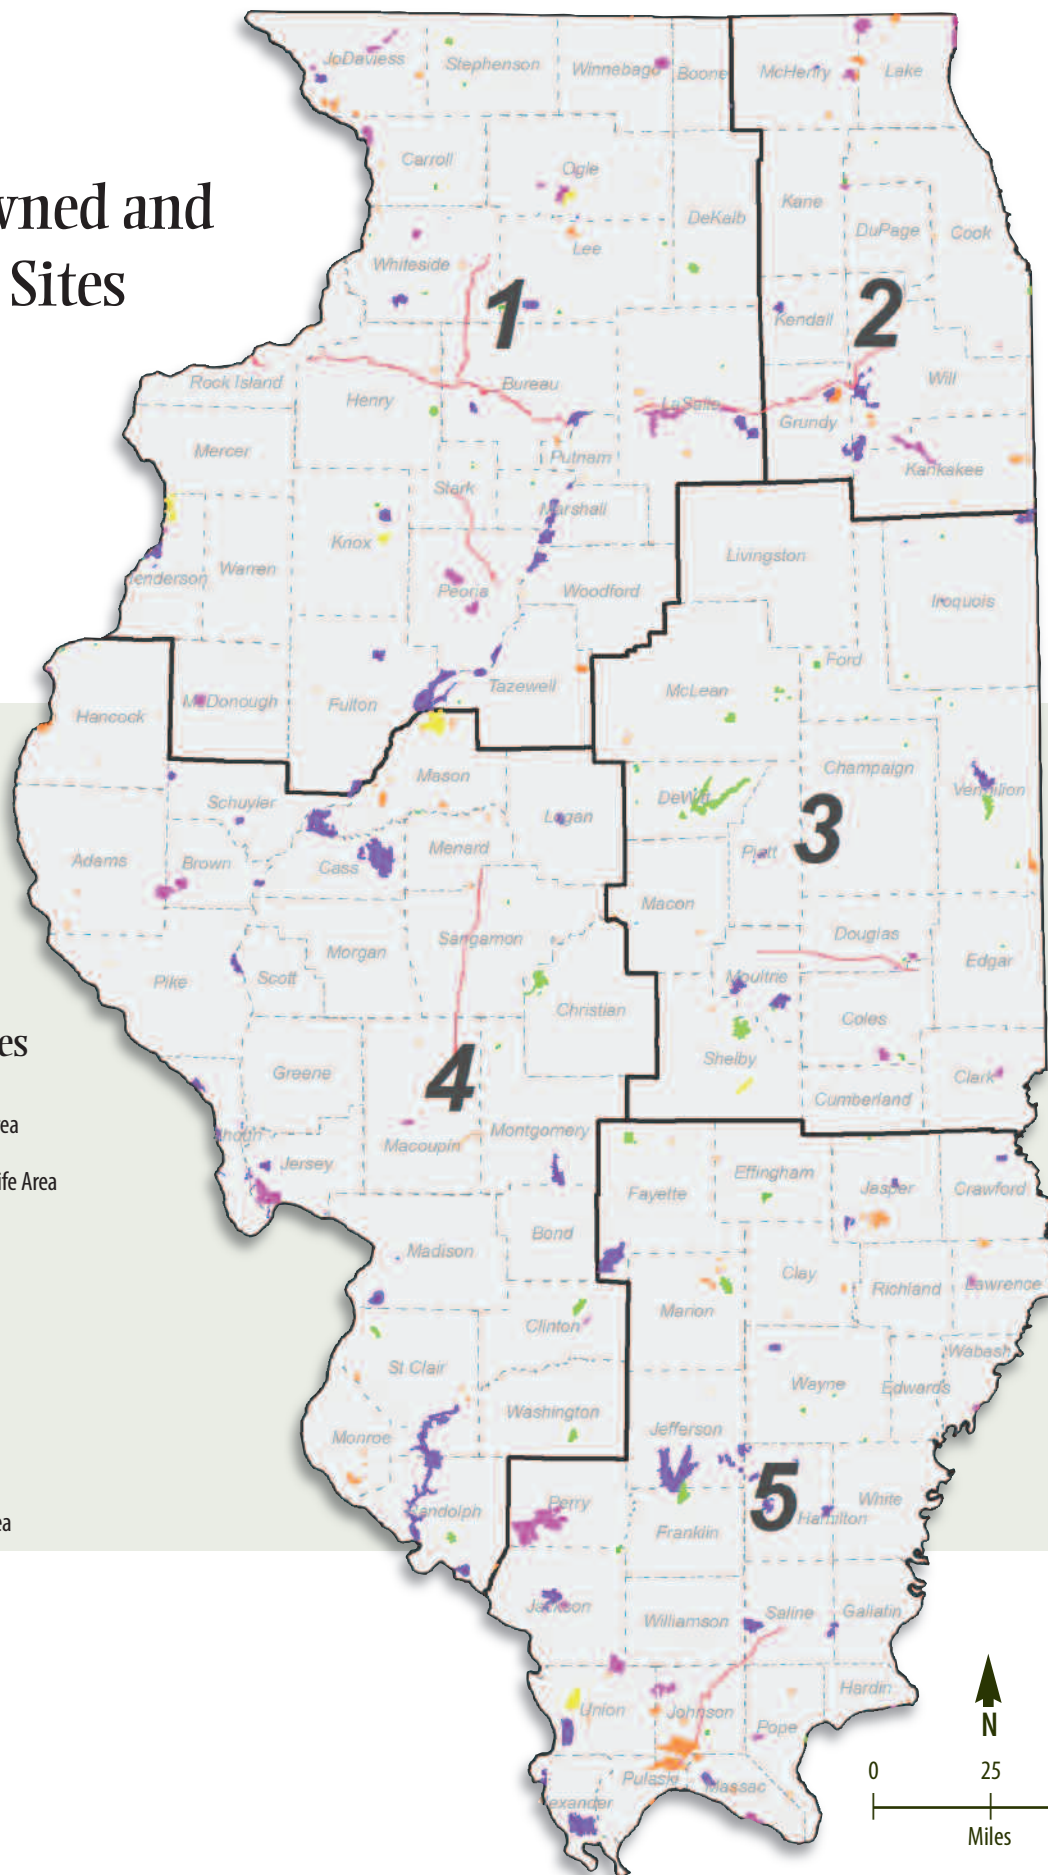 wned and
Sites
JoDaviess
Stephenson
Winnebago
Boone
McHenry
Lake
Carroll
Ogle
Kane
DeKalb
DuPage
Cook
Lee
Whiteside
1
2
Kendall
Rock Island
Henry
Bureau
Will
LaSalle
Grundy
Mercer
Putnam
Kankakee
Stark
Marshall
Knox
Livingston
Warren
enderson
Peoria
Woodford
Iroquois
Ford
Tazewell
McLean
McDonough
Fulton
Hancock
Mason
Champaign
Vermilion
DeWitt
Schuyler
Logan
3
Menard
Piatt
Adams
Brown
Cass
Macon
Douglas
Sangamon
Morgan
Edgar
Pike
Scott
Moultrie
Christian
Coles
es
Shelby
Greene
4
Clark
Cumberland
ea
Montgomery
lhoun
Macoupin
Jersey
Effingham
ife Area
Fayette
Jasper
Crawford
Bond
Madison
Clay
Richland
Lawrence
Marion
Clinton
Wabash
St Clair
Wayne
Edwards
Washington
Jefferson
Monroe
5
White
Perry
Randolph
Hamilton
ea
Franklin
Jackson
Williamson
Saline
Gallatin
Hardin
Union
Johnson
Pope
N
0
25
Pulaski
Massac
exander
Miles